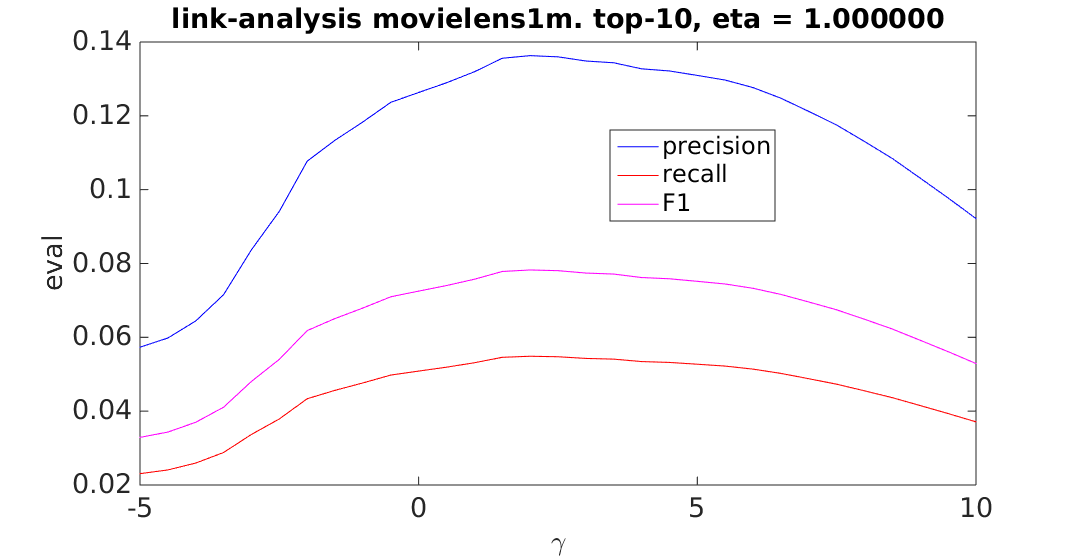 link-analysis movielens1m. top-10, eta = 1.000000
0.14
0.12
0.1
0.08
0.06
0.04
0.02
eval
precision
recall
F1
-5 0 5 10
γ